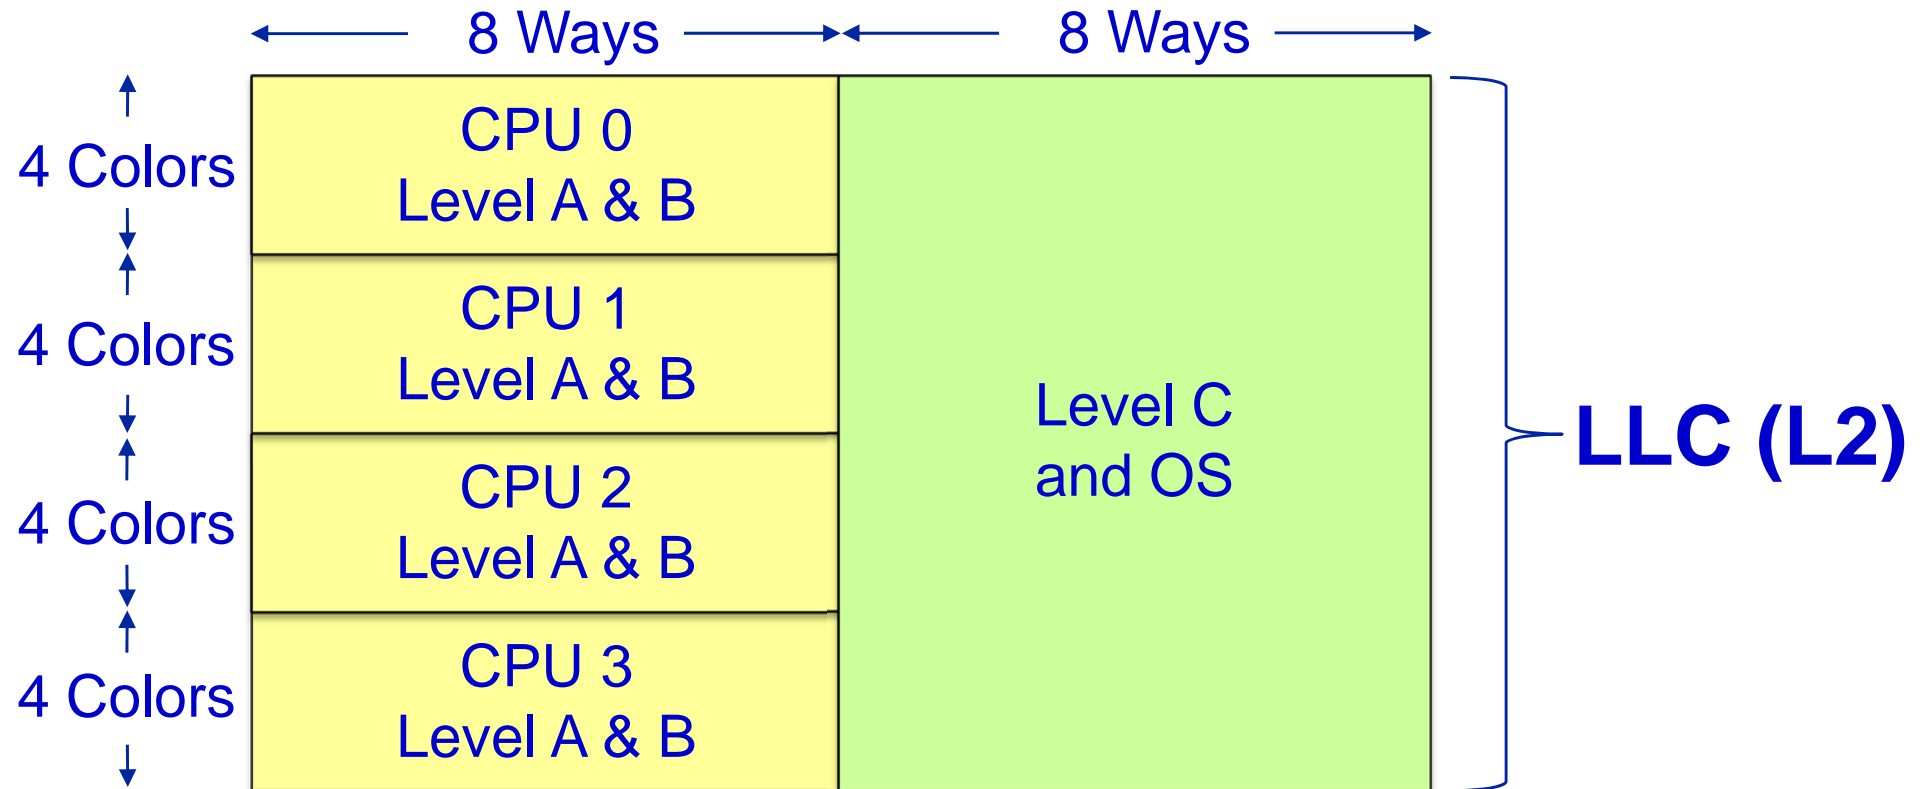 8 Ways
8 Ways
4 Colors
CPU 0
Level A & B
4 Colors
CPU 1
Level A & B
4 Colors
CPU 2
Level A & B
4 Colors
CPU 3
Level A & B
Level C
and OS
LLC (L2)